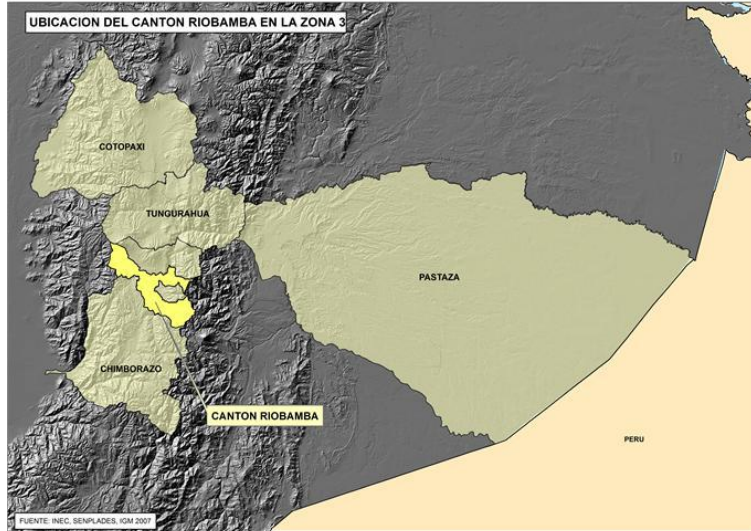 UBICACION DEL CANTON RIOBAMBA EN LA ZONA 3
COTOPAXI
TUNGURAHUA
PASTAZA
CHIMBORAZO
CANTON RIOBAMBA
PERU
FUENTE: INEC, SENPLADES, IGM 2007